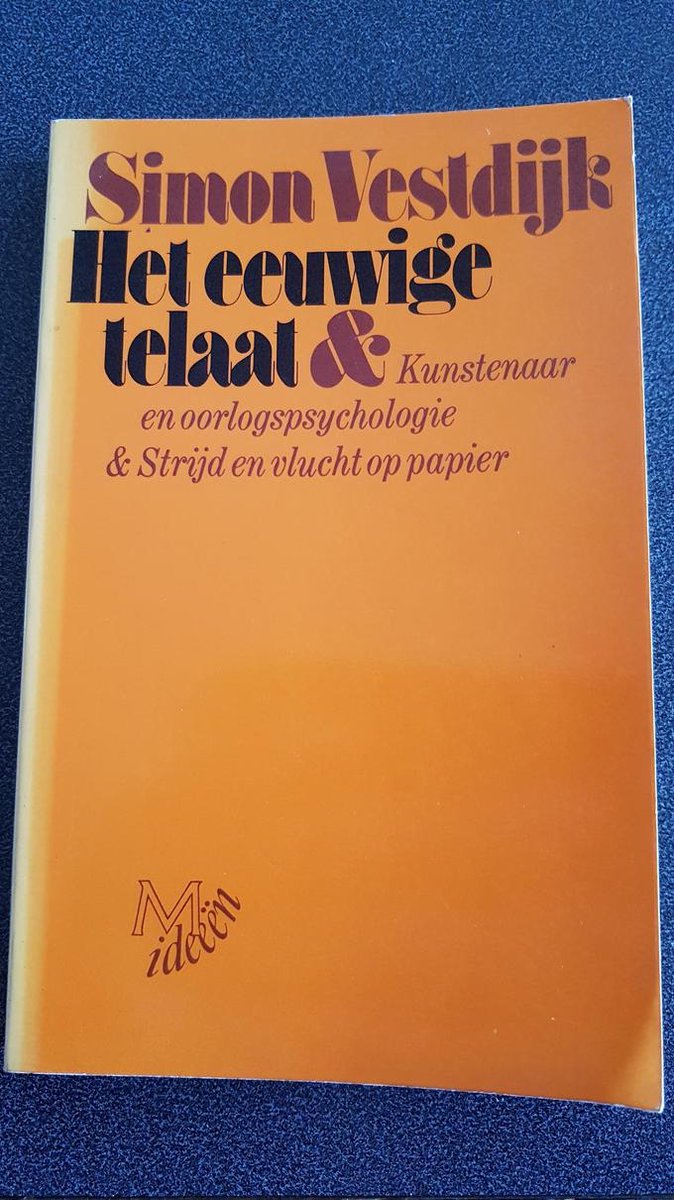 Simon Vestdijk
Het eeuwige
telaat & Kunstenaar
en oorlogspsychologie
& Strijd en vlucht op papier
M
ideeën